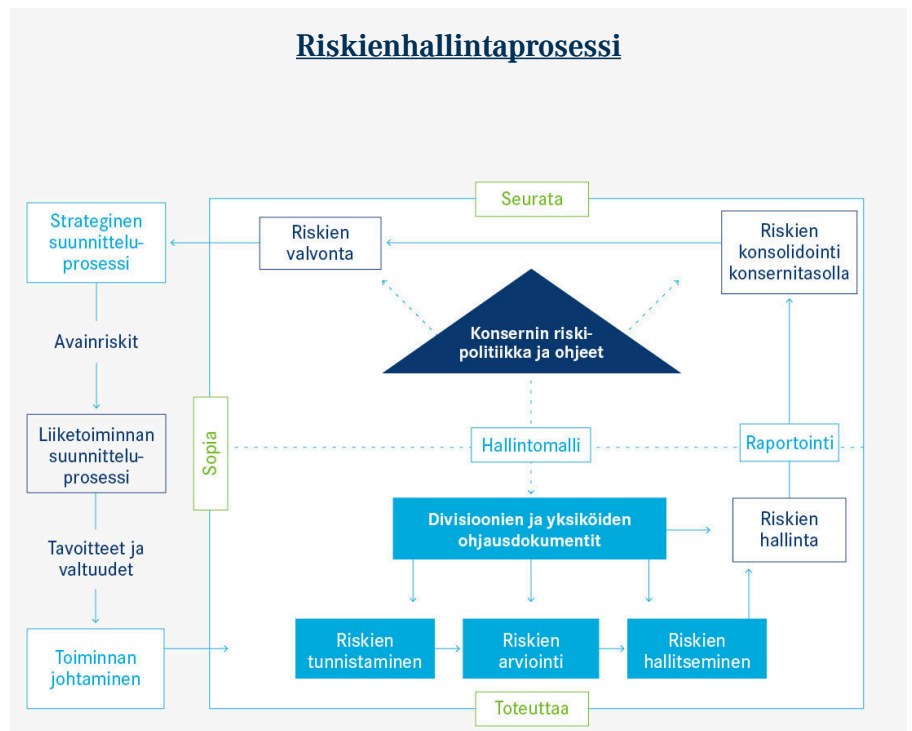 Riskienhallintaprosessi
Seurata
Strateginen
suunnittelu-
prosessi
Riskien
valvonta
Riskien
konsolidointi
konsernitasolla
Konsernin riski-
politiikka ja ohjeet
Avainriskit
Liiketoiminnan
suunnittelu-
prosessi
Sopia
Hallintomalli
Raportointi
Divisioonien ja yksiköiden
ohjausdokumentit
Riskien
hallinta
Tavoitteet ja
valtuudet
Toiminnan
johtaminen
Riskien
tunnistaminen
Riskien
arviointi
Riskien
hallitseminen
Toteuttaa